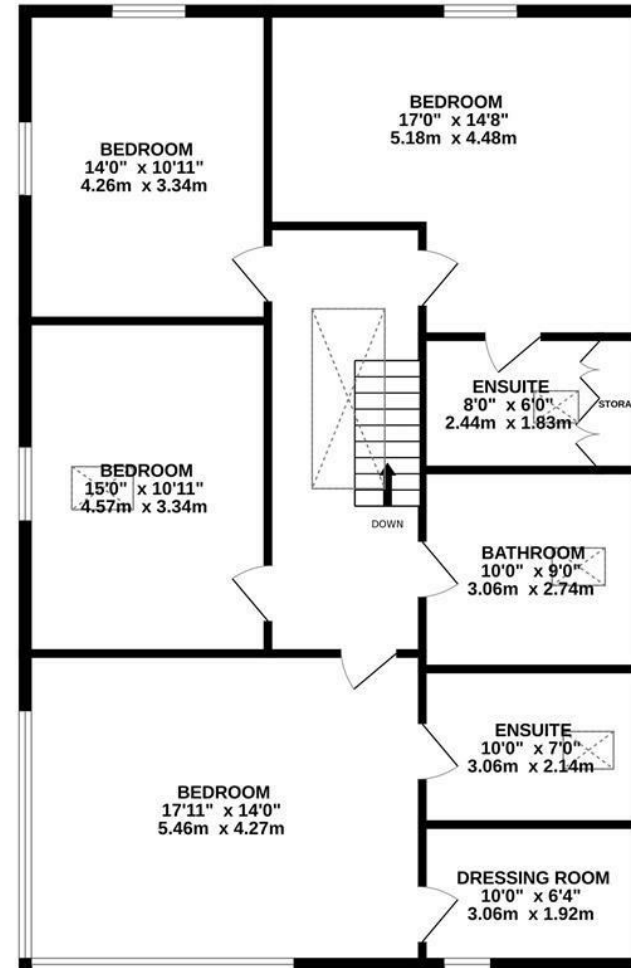 BEDROOM
17'0" x 14'8"
5.18m x 4.48m
BEDROOM
14'0" x 10'11"
4.26m x 3.34m
ENSUITE
8'0" x 6'0"
2.44m x 1.83m
STORA
BEDROOM
15'0" x 10'11"
4.57m x 3.34m
DOWN
BATHROOM
10'0" x 9'0"
3.06m x 2.74m
ENSUITE
10'0" x 7'0"
3.06m x 2.14m
BEDROOM
17'11" x 14'0"
5.46m x 4.27m
DRESSING ROOM
10'0" x 6'4"
3.06m x 1.92m